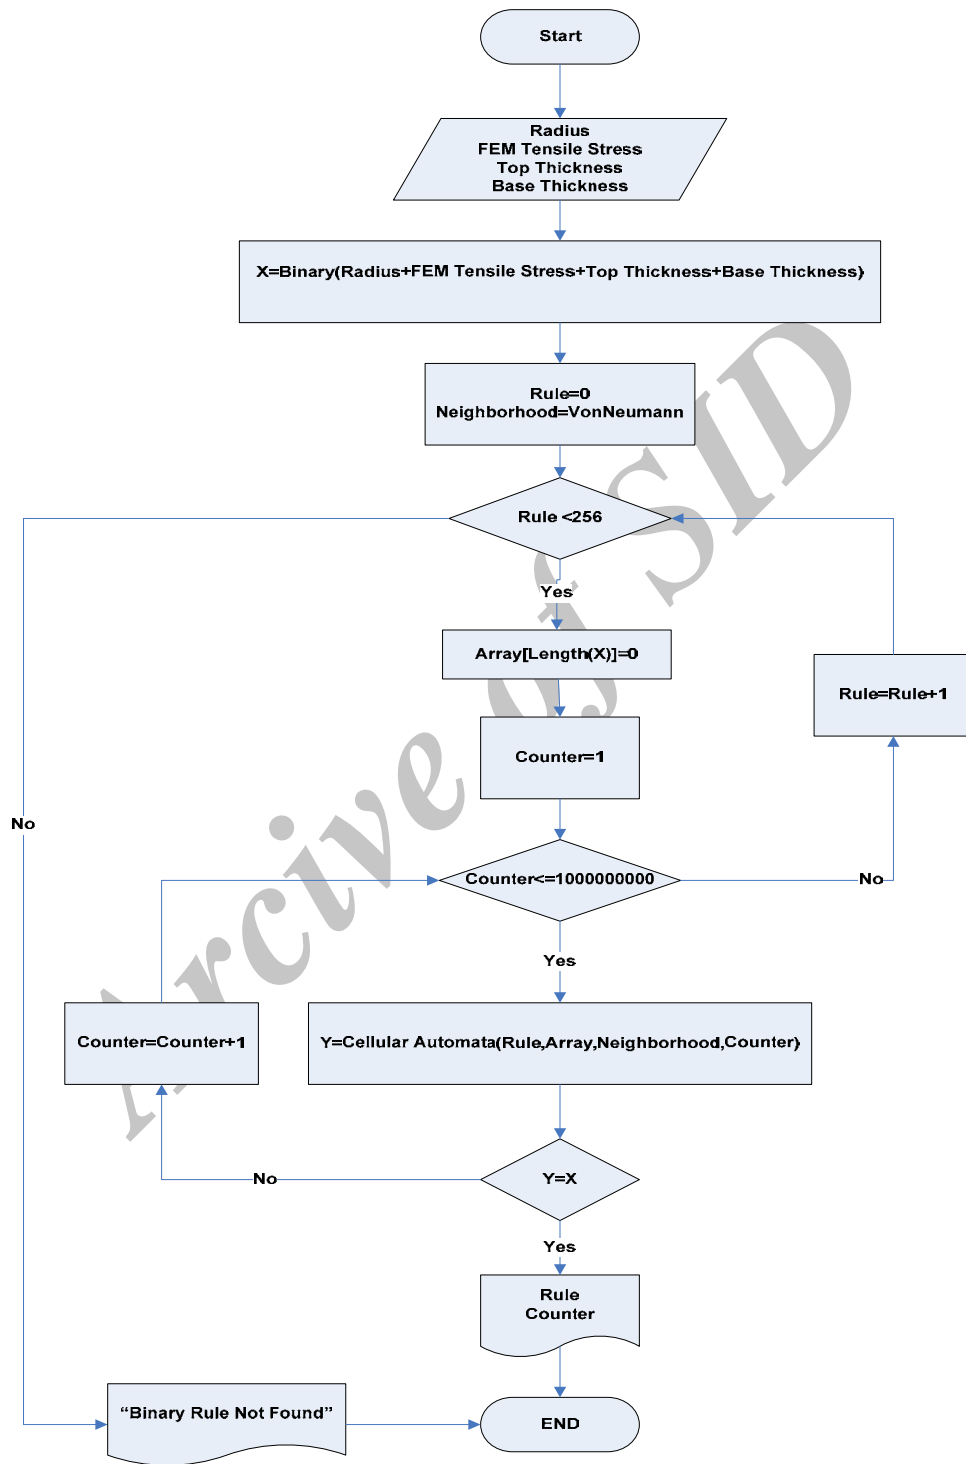 Start
Radius
FEM Tensile Stress
Top Thickness
Base Thickness
X=Binary(Radius+FEM Tensile Stress+Top Thickness+Base Thickness)
Rule=0
Neighborhood=VonNeumann
Rule <256
Yes
Array[Length(X)]=0
Rule=Rule+1
Counter=1
No
Counter<=1000000000
No
Yes
Counter=Counter+1
Y=Cellular Automata(Rule,Array,Neighborhood,Counter)
No
Y=X
Yes
Rule
Counter
“Binary Rule Not Found”
END
Arcive of SID